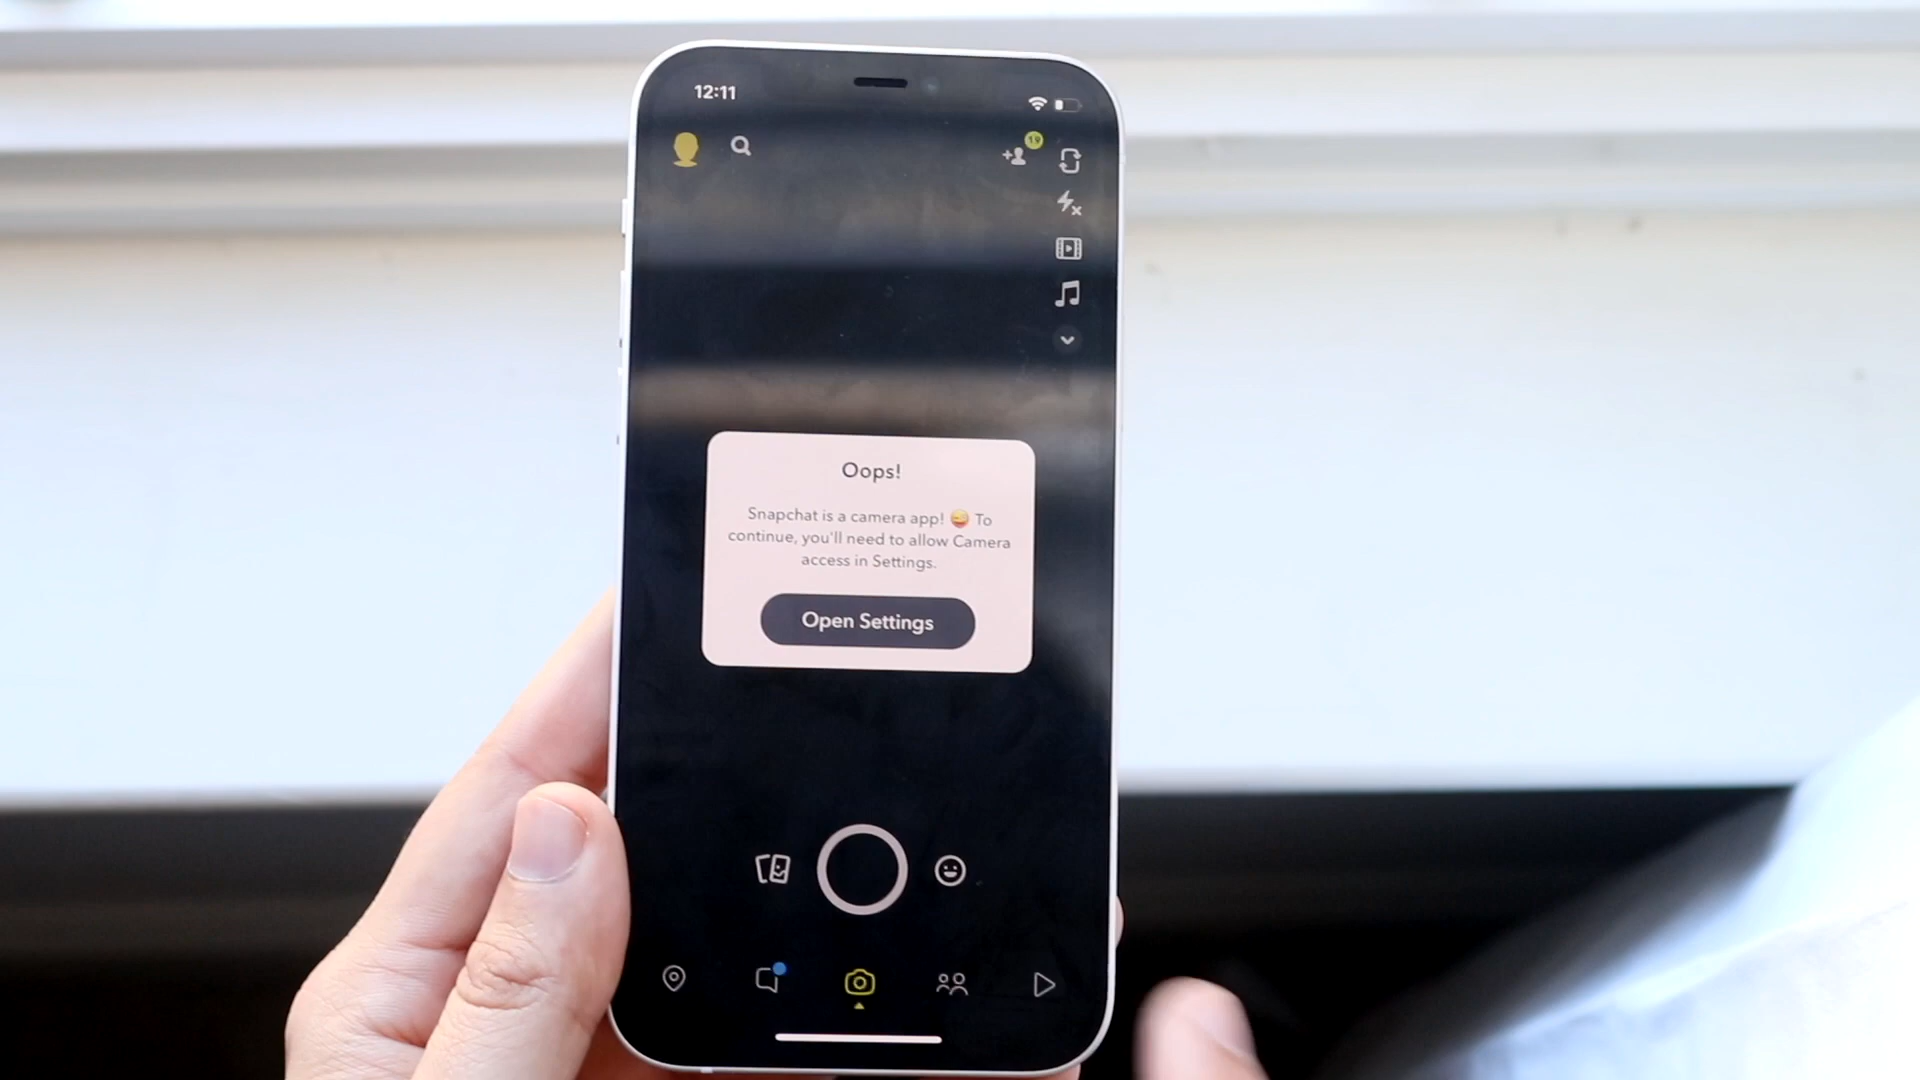 12:11
19
Oops!
Snapchat is a camera app! 😜 To
continue, you'll need to allow Camera
access in Settings.
Open Settings